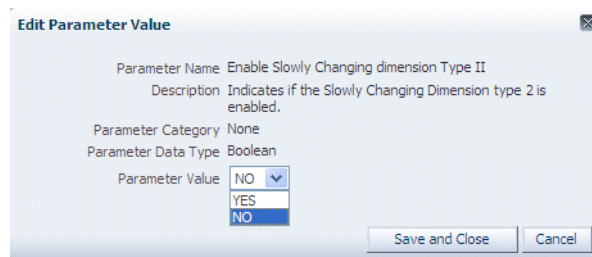 Edit Parameter Value
Parameter Name Enable Slowly Changing dimension Type II
Description Indicates if the Slowly Changing Dimension type 2 is
enabled.
Parameter Category None
Parameter Data Type Boolean
Parameter Value NO
YES
NO
Save and Close Cancel